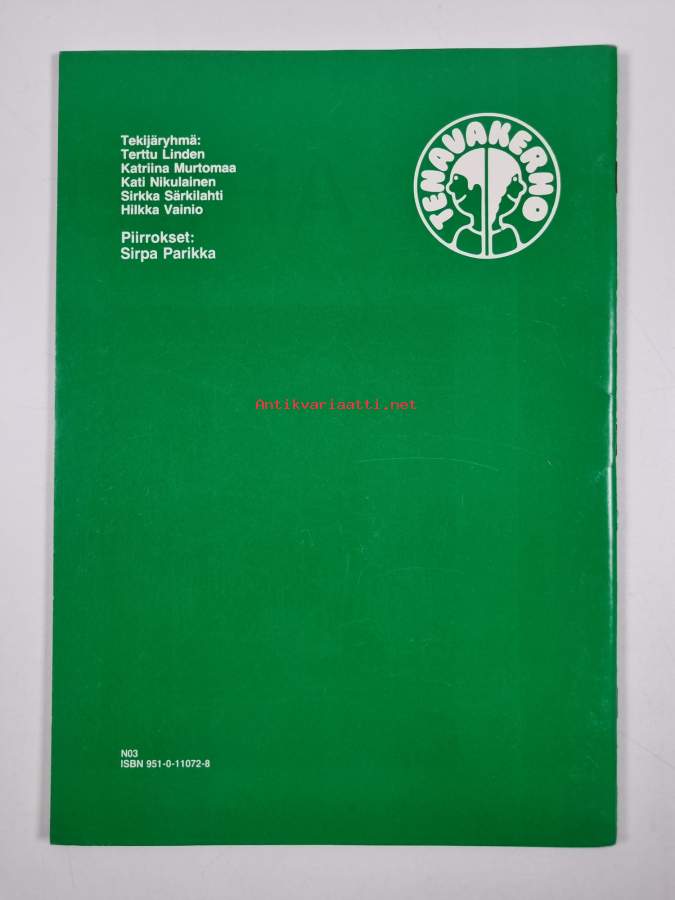 Tekijäryhmä:
Terttu Linden
Katriina Murtomaa
Kati Nikulainen
Sirkka Särkilahti
Hilkka Vainio
Piirrokset:
Sirpa Parikka
TENAVAKERHO
Antikvariaatti.net
N03
ISBN 951-0-11072-8